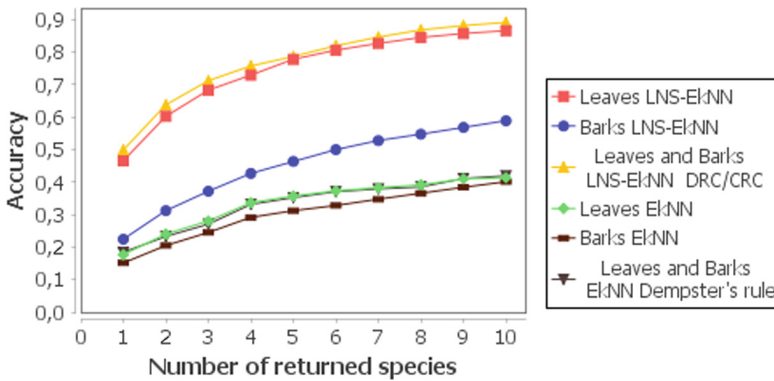 0,9
0,8
0,7
0,6
0,5
0,4
0,3
0,2
0,1
0,0
Accuracy
0 1 2 3 4 5 6 7 8 9 10
Number of returned species
Leaves LNS-EkNN
Barks LNS-EkNN
Leaves and Barks
LNS-EkNN DRC/CRC
Leaves EkNN
Barks EkNN
Leaves and Barks
EkNN Dempster's rule